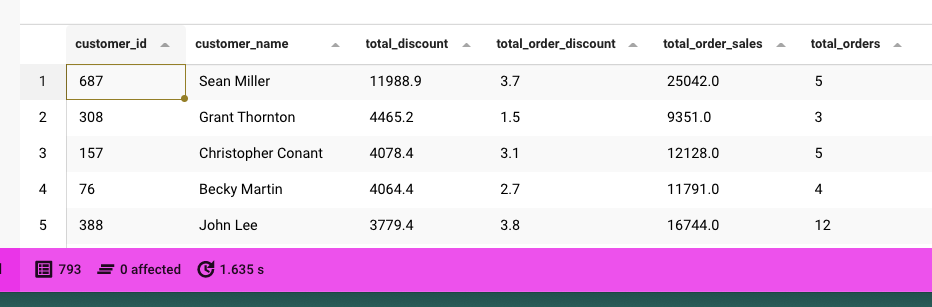 customer_id customer_name total_discount total_order_discount total_order_sales total_orders
1 687 Sean Miller 11988.9 3.7 25042.0 5
2 308 Grant Thornton 4465.2 1.5 9351.0 3
3 157 Christopher Conant 4078.4 3.1 12128.0 5
4 76 Becky Martin 4064.4 2.7 11791.0 4
5 388 John Lee 3779.4 3.8 16744.0 12
793 0 affected 1.635 s